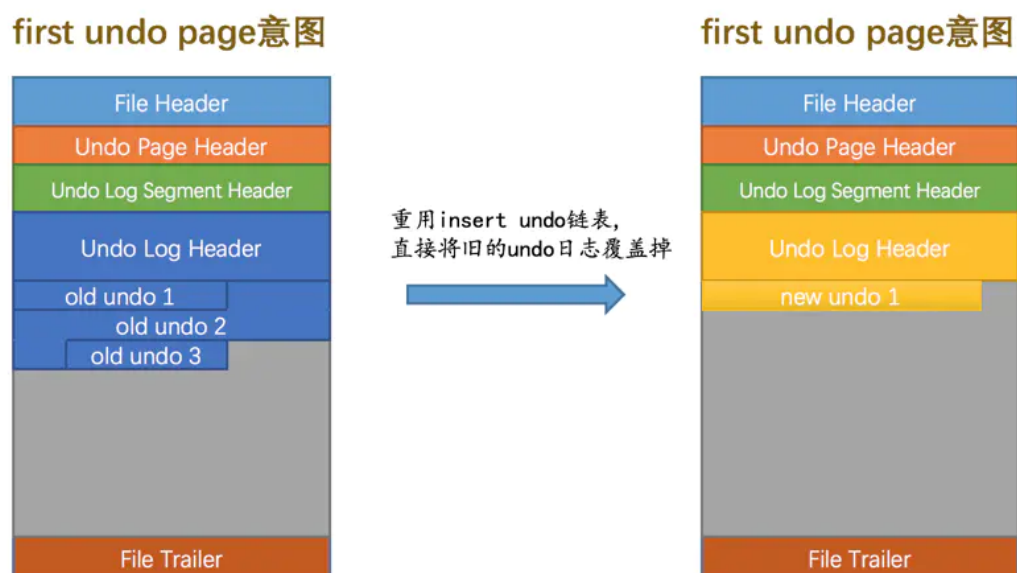 first undo page意图
File Header
Undo Page Header
Undo Log Segment Header
Undo Log Header
old undo 1
old undo 2
old undo 3
File Trailer
重用insert undo链表,
直接将旧的undo日志覆盖掉
first undo page意图
File Header
Undo Page Header
Undo Log Segment Header
Undo Log Header
new undo 1
File Trailer